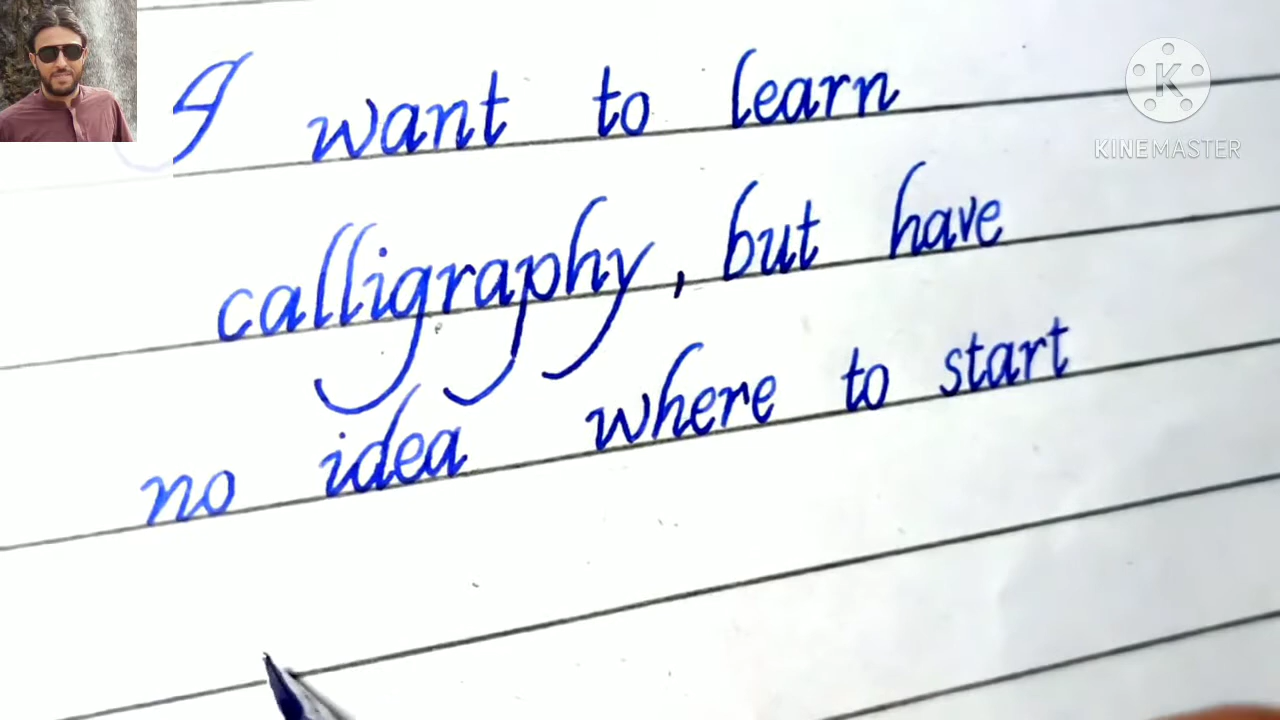 I want to learn
calligraphy, but have
no idea where to start
K
KINEMASTER